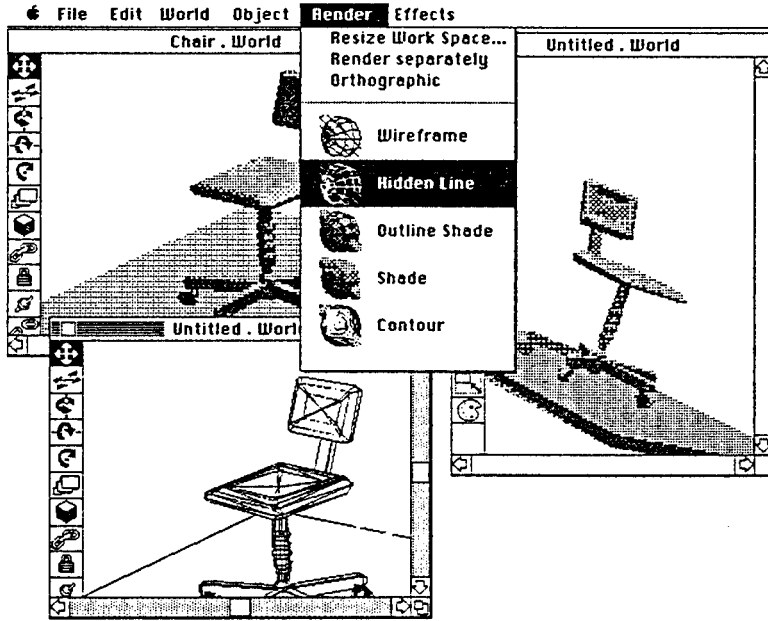 File Edit World Object Render Effects
Chair . World
Untitled . World
Resize Work Space...
Render separately
Orthographic
Wireframe
Hidden Line
Outline Shade
Shade
Contour
Untitled . Worl